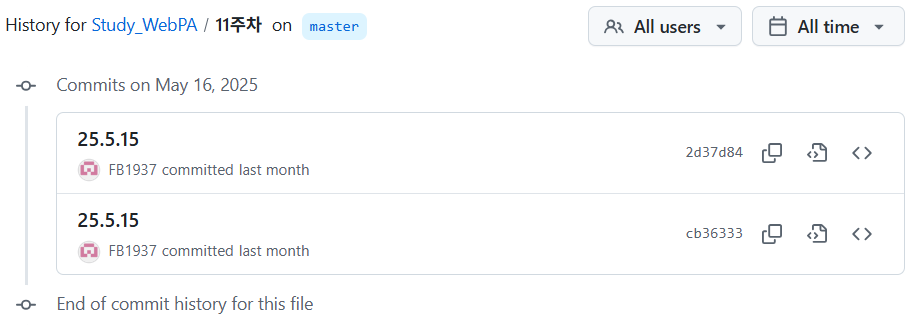 History for Study_WebPA / 11주차 on master
All users
All time
Commits on May 16, 2025
25.5.15
FB1937 committed last month
2d37d84
25.5.15
FB1937 committed last month
cb36333
End of commit history for this file